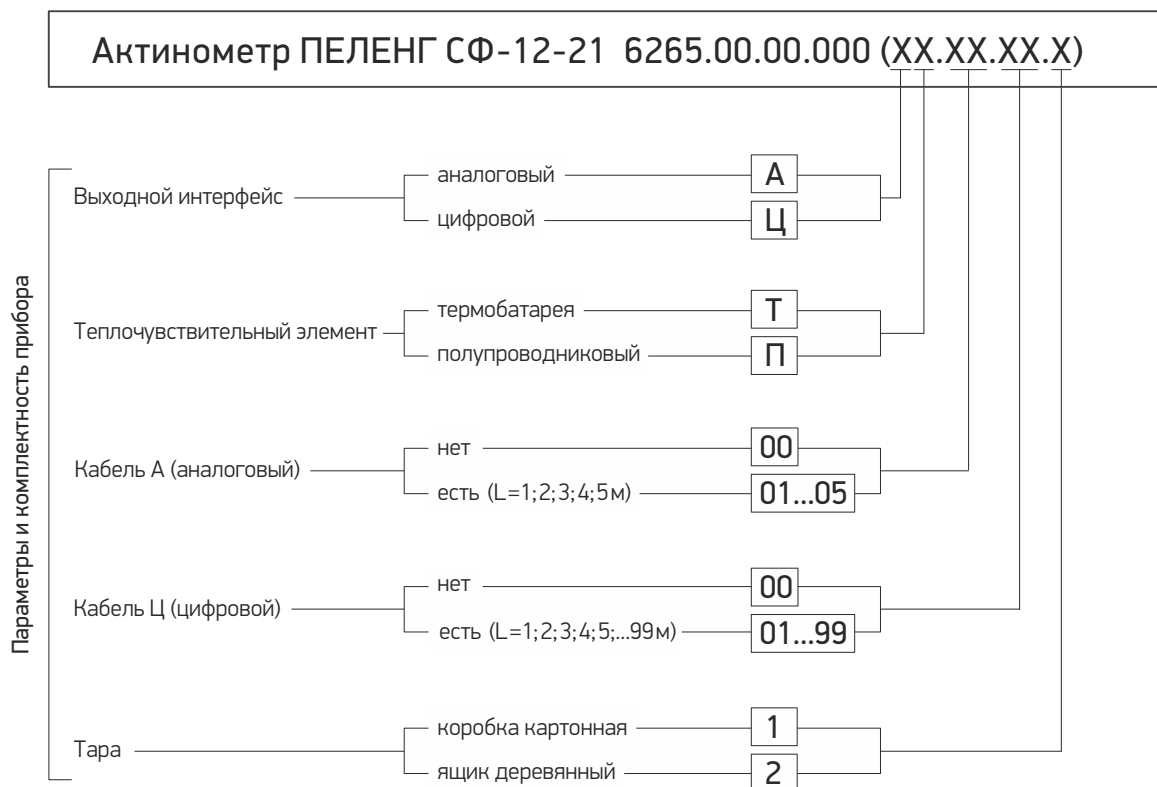 Актинометр ПЕЛЕНГ СФ-12-21 6265.00.00.000 (XX.XX.XX.X)
Параметры и комплектность прибора
Выходной интерфейс
аналоговый
А
цифровой
Ц
Теплочувствительный элемент
термобатарея
Т
полупроводниковый
П
Кабель А (аналоговый)
нет
00
есть (L=1;2;3;4;5м)
01...05
Кабель Ц (цифровой)
нет
00
есть (L=1;2;3;4;5;...99м)
01...99
Тара
коробка картонная
1
ящик деревянный
2